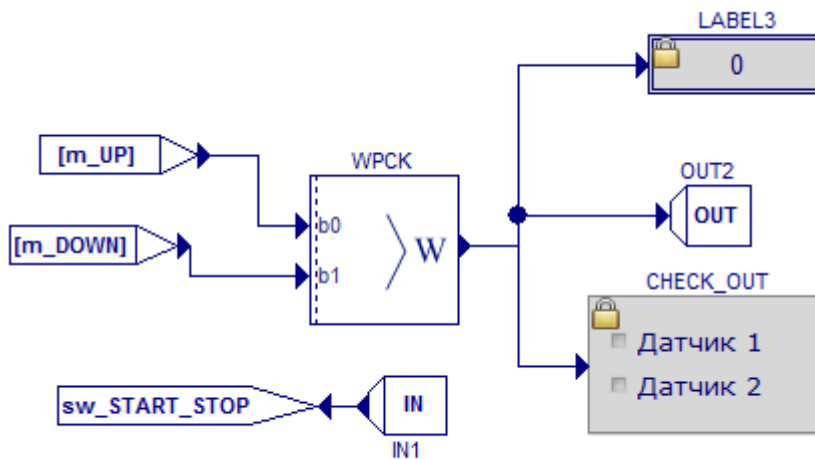 LABEL3
0
[m_UP]
WPCK
OUT2
b0
W
OUT
[m_DOWN]
b1
CHECK_OUT
Датчик 1
Датчик 2
sw_START_STOP
IN
IN1